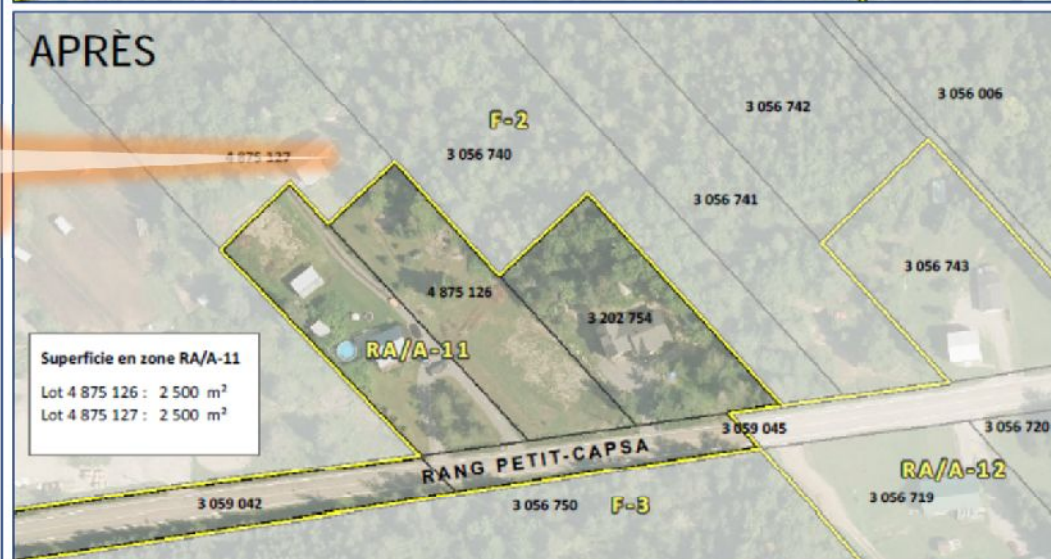 APRÈS
3 056 006
3 056 742
F-2
4 875 127
3 056 740
3 056 741
3 056 743
4 875 126
3 202 754
RA/A-11
Superficie en zone RA/A-11
Lot 4 875 126 : 2 500 m²
Lot 4 875 127 : 2 500 m²
3 059 045
3 056 720
RANG PETIT-CAPSA
RA/A-12
3 059 042
3 056 750
F-3
3 056 719